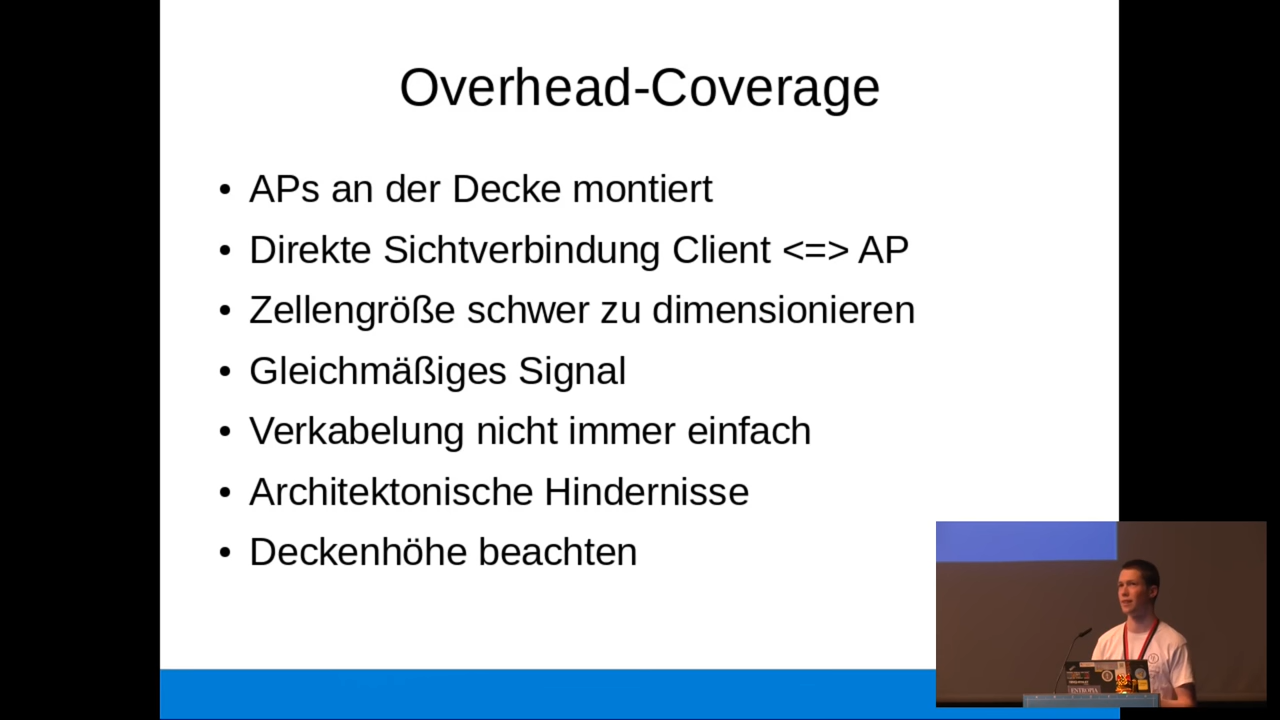 Overhead-Coverage
• APs an der Decke montiert
• Direkte Sichtverbindung Client <=> AP
• Zellengröße schwer zu dimensionieren
• Gleichmäßiges Signal
• Verkabelung nicht immer einfach
• Architektonische Hindernisse
• Deckenhöhe beachten
ENTROPIA